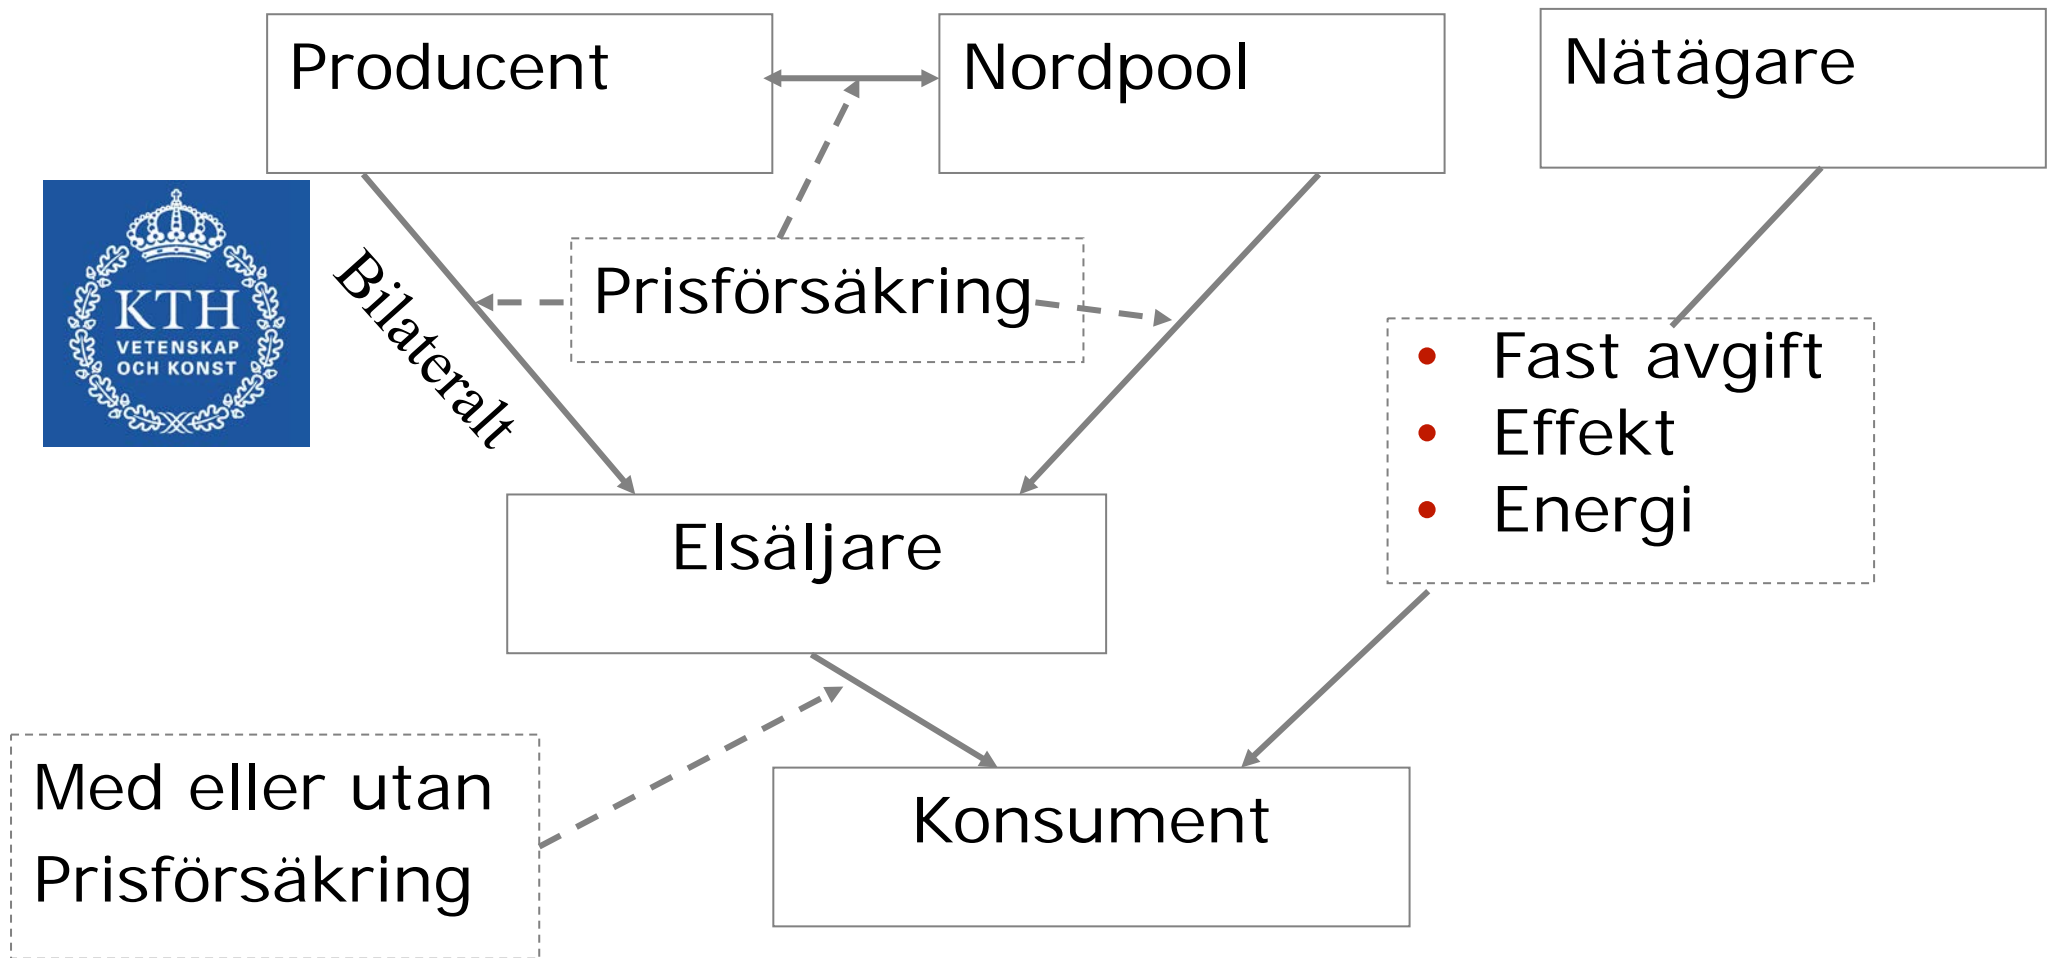 Producent
Nordpool
Nätägare
KTH
VETENSKAP
OCH KONST
Bilateralt
Prisförsäkring
• Fast avgift
• Effekt
• Energi
Elsäljare
Med eller utan
Prisförsäkring
Konsument